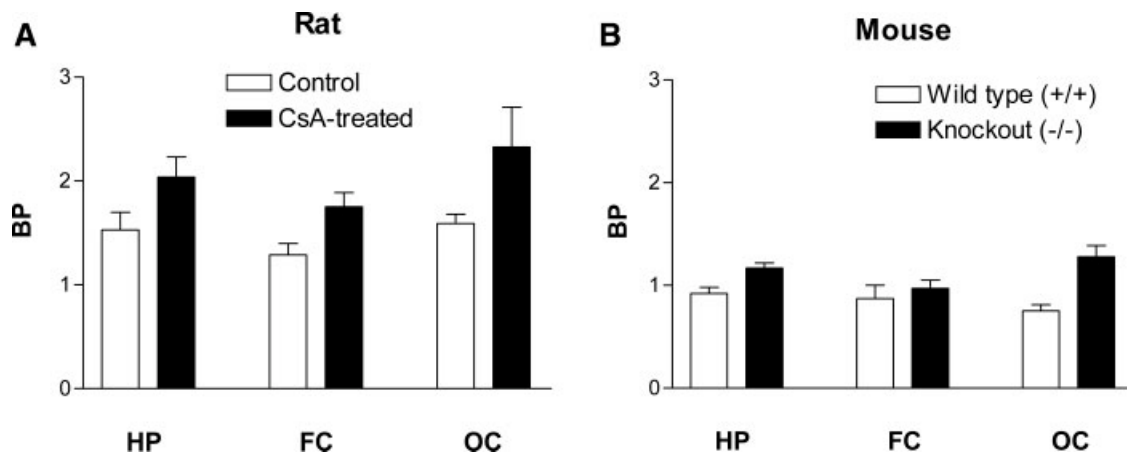 A
Rat
Control
CsA-treated
BP
3
2
1
0
HP FC OC
B
Mouse
Wild type (+/+)
Knockout (-/-)
BP
3
2
1
0
HP FC OC